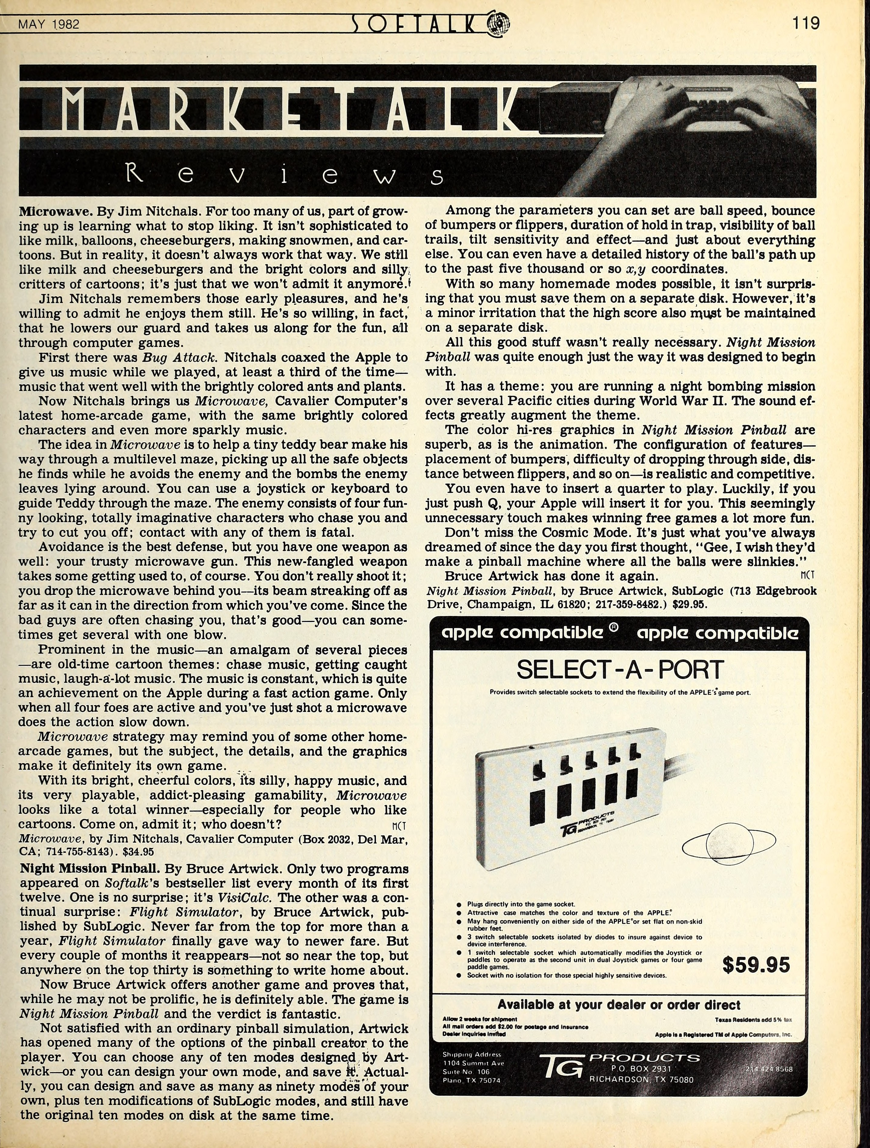 MAY 1982
SOFTALK
119
MARKETALK
Reviews
Microwave. By Jim Nitchals. For too many of us, part of grow-
ing up is learning what to stop liking. It isn't sophisticated to
like milk, balloons, cheeseburgers, making snowmen, and car-
toons. But in reality, it doesn't always work that way. We still
like milk and cheeseburgers and the bright colors and silly
critters of cartoons; it's just that we won't admit it anymore.
Jim Nitchals remembers those early pleasures, and he's
willing to admit he enjoys them still. He's so willing, in fact,
that he lowers our guard and takes us along for the fun, all
through computer games.
First there was Bug Attack. Nitchals coaxed the Apple to
give us music while we played, at least a third of the time—
music that went well with the brightly colored ants and plants.
Now Nitchals brings us Microwave, Cavalier Computer's
latest home-arcade game, with the same brightly colored
characters and even more sparkly music.
The idea in Microwave is to help a tiny teddy bear make his
way through a multilevel maze, picking up all the safe objects
he finds while he avoids the enemy and the bombs the enemy
leaves lying around. You can use a joystick or keyboard to
guide Teddy through the maze. The enemy consists of four fun-
ny looking, totally imaginative characters who chase you and
try to cut you off; contact with any of them is fatal.
Avoidance is the best defense, but you have one weapon as
well: your trusty microwave gun. This new-fangled weapon
takes some getting used to, of course. You don't really shoot it;
you drop the microwave behind you—its beam streaking off as
far as it can in the direction from which you've come. Since the
bad guys are often chasing you, that's good—you can some-
times get several with one blow.
Prominent in the music—an amalgam of several pieces
—are old-time cartoon themes: chase music, getting caught
music, laugh-a-lot music. The music is constant, which is quite
an achievement on the Apple during a fast action game. Only
when all four foes are active and you've just shot a microwave
does the action slow down.
Microwave strategy may remind you of some other home-
arcade games, but the subject, the details, and the graphics
make it definitely its own game.
With its bright, cheerful colors, its silly, happy music, and
its very playable, addict-pleasing gamability, Microwave
looks like a total winner—especially for people who like
cartoons. Come on, admit it; who doesn't? MCT
Microwave, by Jim Nitchals, Cavalier Computer (Box 2032, Del Mar,
CA; 714-755-8143). $34.95
Night Mission Pinball. By Bruce Artwick. Only two programs
appeared on Softalk's bestseller list every month of its first
twelve. One is no surprise; it's VisiCalc. The other was a con-
tinual surprise: Flight Simulator, by Bruce Artwick, pub-
lished by SubLogic. Never far from the top for more than a
year, Flight Simulator finally gave way to newer fare. But
every couple of months it reappears—not so near the top, but
anywhere on the top thirty is something to write home about.
Now Bruce Artwick offers another game and proves that,
while he may not be prolific, he is definitely able. The game is
Night Mission Pinball and the verdict is fantastic.
Not satisfied with an ordinary pinball simulation, Artwick
has opened many of the options of the pinball creator to the
player. You can choose any of ten modes designed by Art-
wick—or you can design your own mode, and save it. Actual-
ly, you can design and save as many as ninety modes of your
own, plus ten modifications of SubLogic modes, and still have
the original ten modes on disk at the same time.
Among the parameters you can set are ball speed, bounce
of bumpers or flippers, duration of hold in trap, visibility of ball
trails, tilt sensitivity and effect—and just about everything
else. You can even have a detailed history of the ball's path up
to the past five thousand or so x,y coordinates.
With so many homemade modes possible, it isn't surpris-
ing that you must save them on a separate disk. However, it's
a minor irritation that the high score also must be maintained
on a separate disk.
All this good stuff wasn't really necessary. Night Mission
Pinball was quite enough just the way it was designed to begin
with.
It has a theme: you are running a night bombing mission
over several Pacific cities during World War II. The sound ef-
fects greatly augment the theme.
The color hi-res graphics in Night Mission Pinball are
superb, as is the animation. The configuration of features—
placement of bumpers, difficulty of dropping through side, dis-
tance between flippers, and so on—is realistic and competitive.
You even have to insert a quarter to play. Luckily, if you
just push Q, your Apple will insert it for you. This seemingly
unnecessary touch makes winning free games a lot more fun.
Don't miss the Cosmic Mode. It's just what you've always
dreamed of since the day you first thought, "Gee, I wish they'd
make a pinball machine where all the balls were slinkies."
Bruce Artwick has done it again. MCT
Night Mission Pinball, by Bruce Artwick, SubLogic (713 Edgebrook
Drive, Champaign, IL 61820; 217-359-8482.) $29.95.
apple compatible ® apple compatible
SELECT-A-PORT
Provides switch selectable sockets to extend the flexibility of the APPLE'S game port.
TG PRODUCTS
● Plugs directly into the game socket.
● Attractive case matches the color and texture of the APPLE.
● May hang conveniently on either side of the APPLE or set flat on non-skid
rubber feet.
● 3 switch selectable sockets isolated by diodes to insure against device to
device interference.
● 1 switch selectable socket which automatically modifies the Joystick or
paddles to operate as the second unit in dual Joystick games or four game
paddle games.
● Socket with no isolation for those special highly sensitive devices.
$59.95
Available at your dealer or order direct
Allow 2 weeks for shipment
All mail orders add $2.00 for postage and insurance
Dealer inquiries invited
Texas Residents add 5% tax
Apple is a Registered TM of Apple Computers, Inc.
Shipping Address
1104 Summit Ave
Suite No. 106
Plano, TX 75074
TG PRODUCTS
P.O. BOX 2931
RICHARDSON, TX 75080
214 424 8568